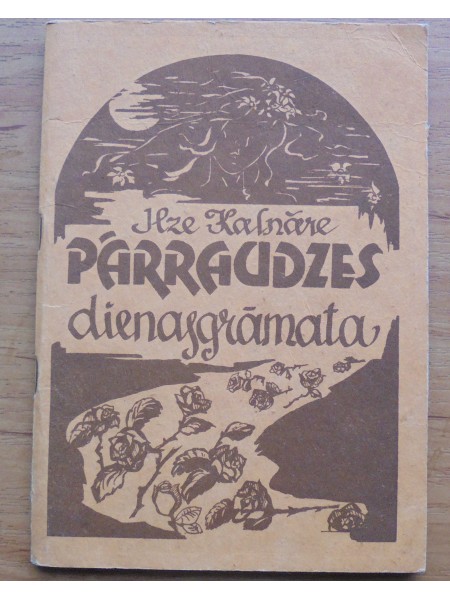 Ilze Kalnāre
PĀRRAUDZES
dienasgrāmata